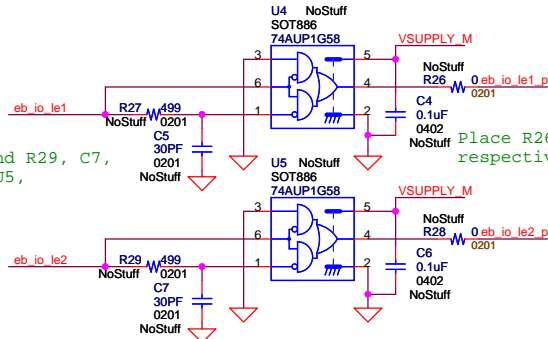 U4 NoStuff
SOT886
74AUP1G58
VSUPPLY_M
3
5
NoStuff
6
4
R26 0 eb_io_le1_p
0201
eb_io_le1
R27 499
NoStuff 0201
1
2
C4
0.1uF
0402
NoStuff
C5
30PF
0201
NoStuff
Place R26
respectiv
nd R29, C7,
U5,
U5 NoStuff
SOT886
74AUP1G58
VSUPPLY_M
3
5
NoStuff
6
4
R28 0 eb_io_le2_p
0201
eb_io_le2
R29 499
NoStuff 0201
1
2
C6
0.1uF
0402
NoStuff
C7
30PF
0201
NoStuff